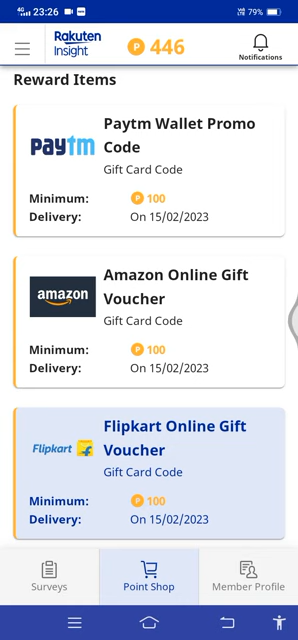 4G 23:26 79%
Rakuten
Insight
P 446
Notifications
Reward Items
Paytm Wallet Promo
Code
paytm
Gift Card Code
Minimum: P 100
Delivery: On 15/02/2023
Amazon Online Gift
Voucher
amazon
Gift Card Code
Minimum: P 100
Delivery: On 15/02/2023
Flipkart Online Gift
Voucher
Flipkart
Gift Card Code
Minimum: P 100
Delivery: On 15/02/2023
Surveys Point Shop Member Profile